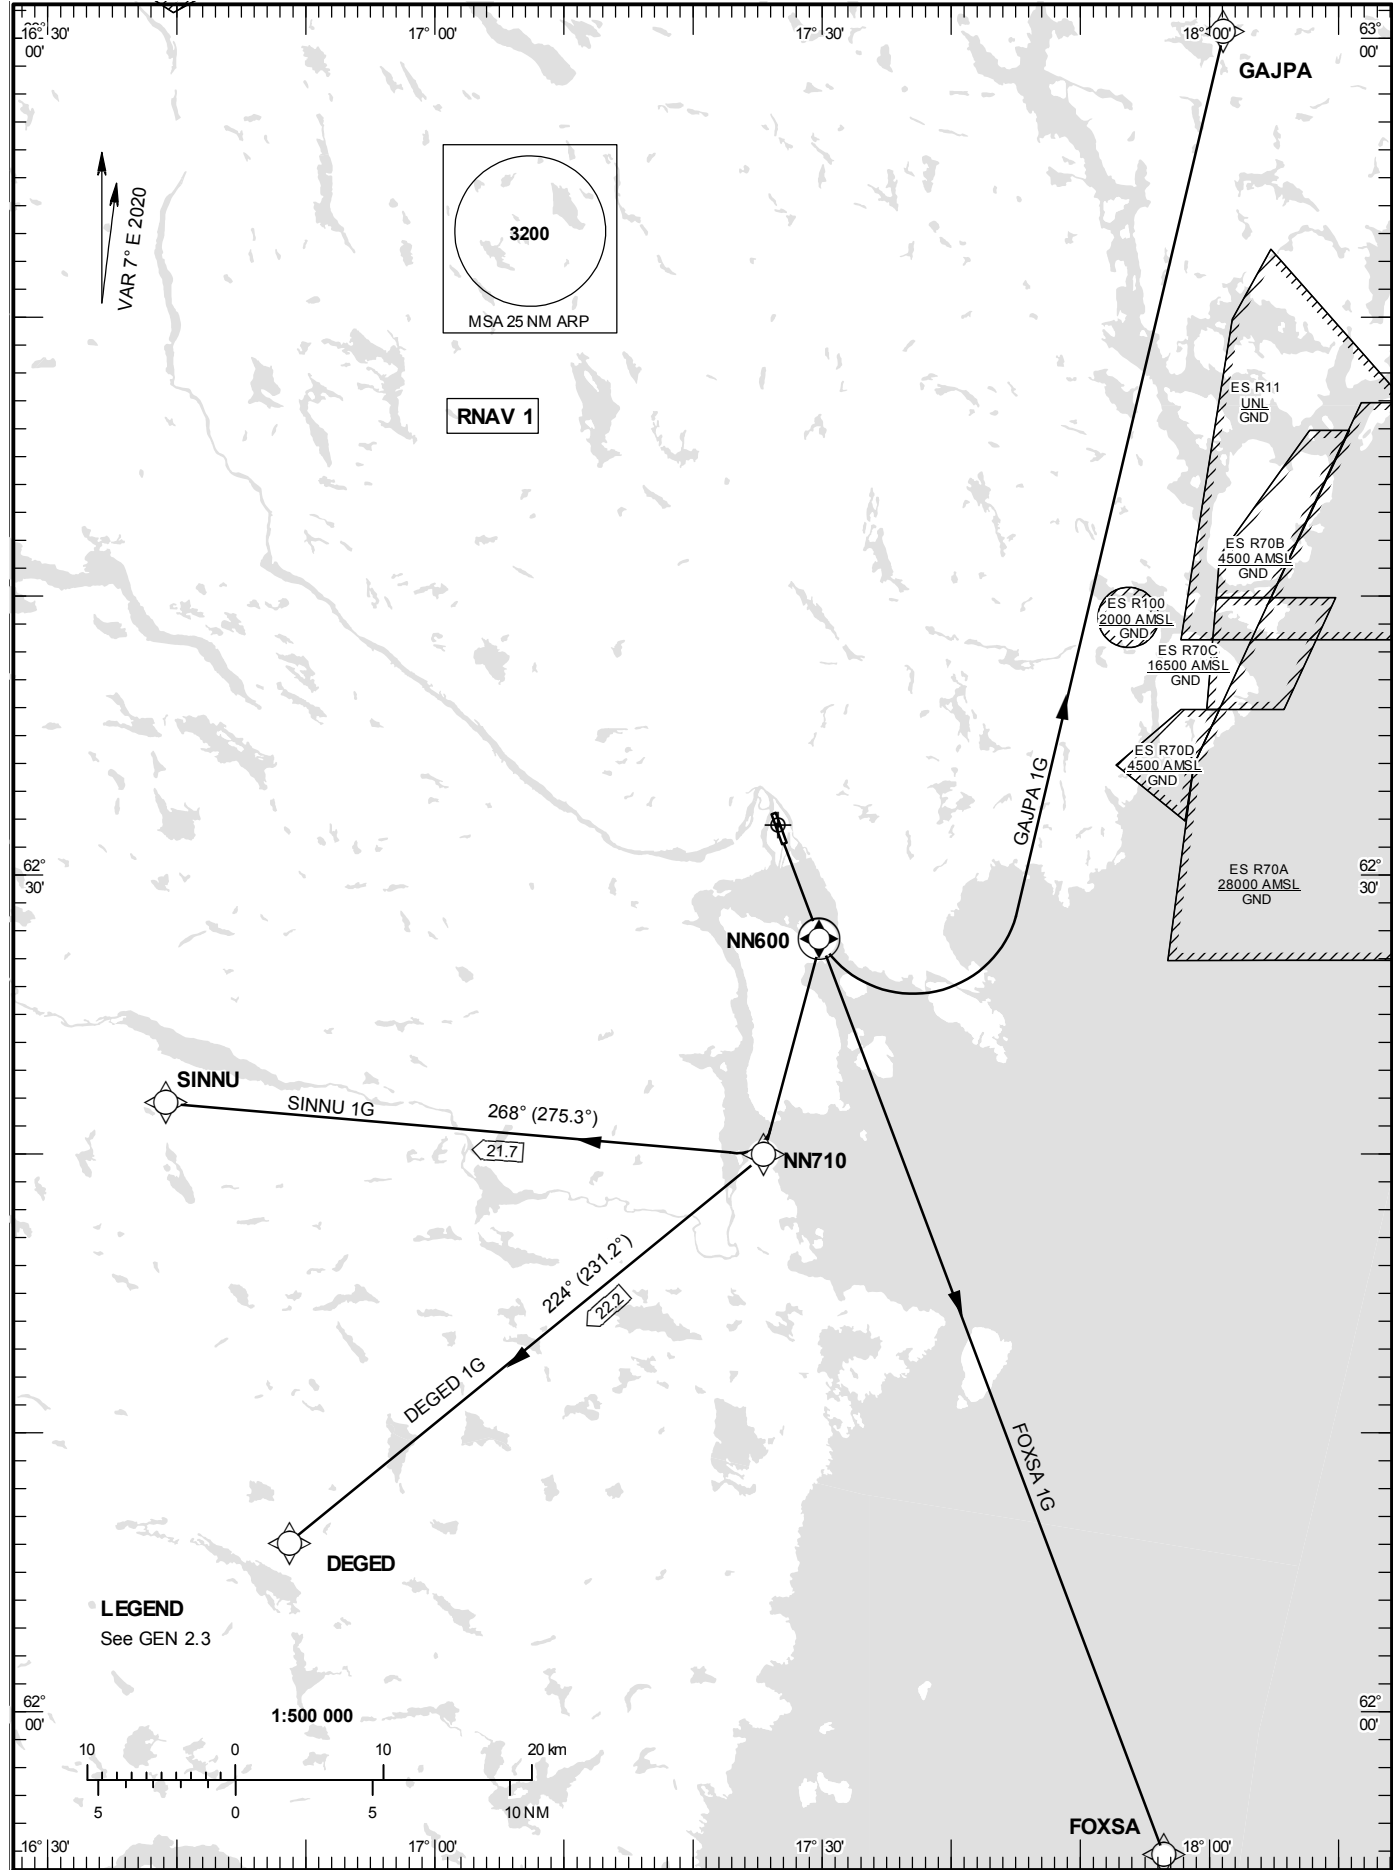 16° 30'
17° 00'
17° 30'
18° 00'
63°
00'
00'
GAJPA
VAR 7° E 2020
3200
MSA 25 NM ARP
RNAV 1
ES R11
UNL
GND
ES R70B
4500 AMSL
GND
ES R100
2000 AMSL
GND
ES R70C
16500 AMSL
GND
ES R70D
4500 AMSL
GND
GAJPA 1G
62°
30'
62°
30'
ES R70A
28000 AMSL
GND
NN600
SINNU
SINNU 1G
268° (275.3°)
21.7
NN710
224° (231.2°)
22.2
DEGED 1G
FOXSA 1G
DEGED
LEGEND
See GEN 2.3
62°
00'
62°
00'
1:500 000
10 0 10 20 km
5 0 5 10 NM
FOXSA
16° 30'
17° 00'
17° 30'
18° 00'